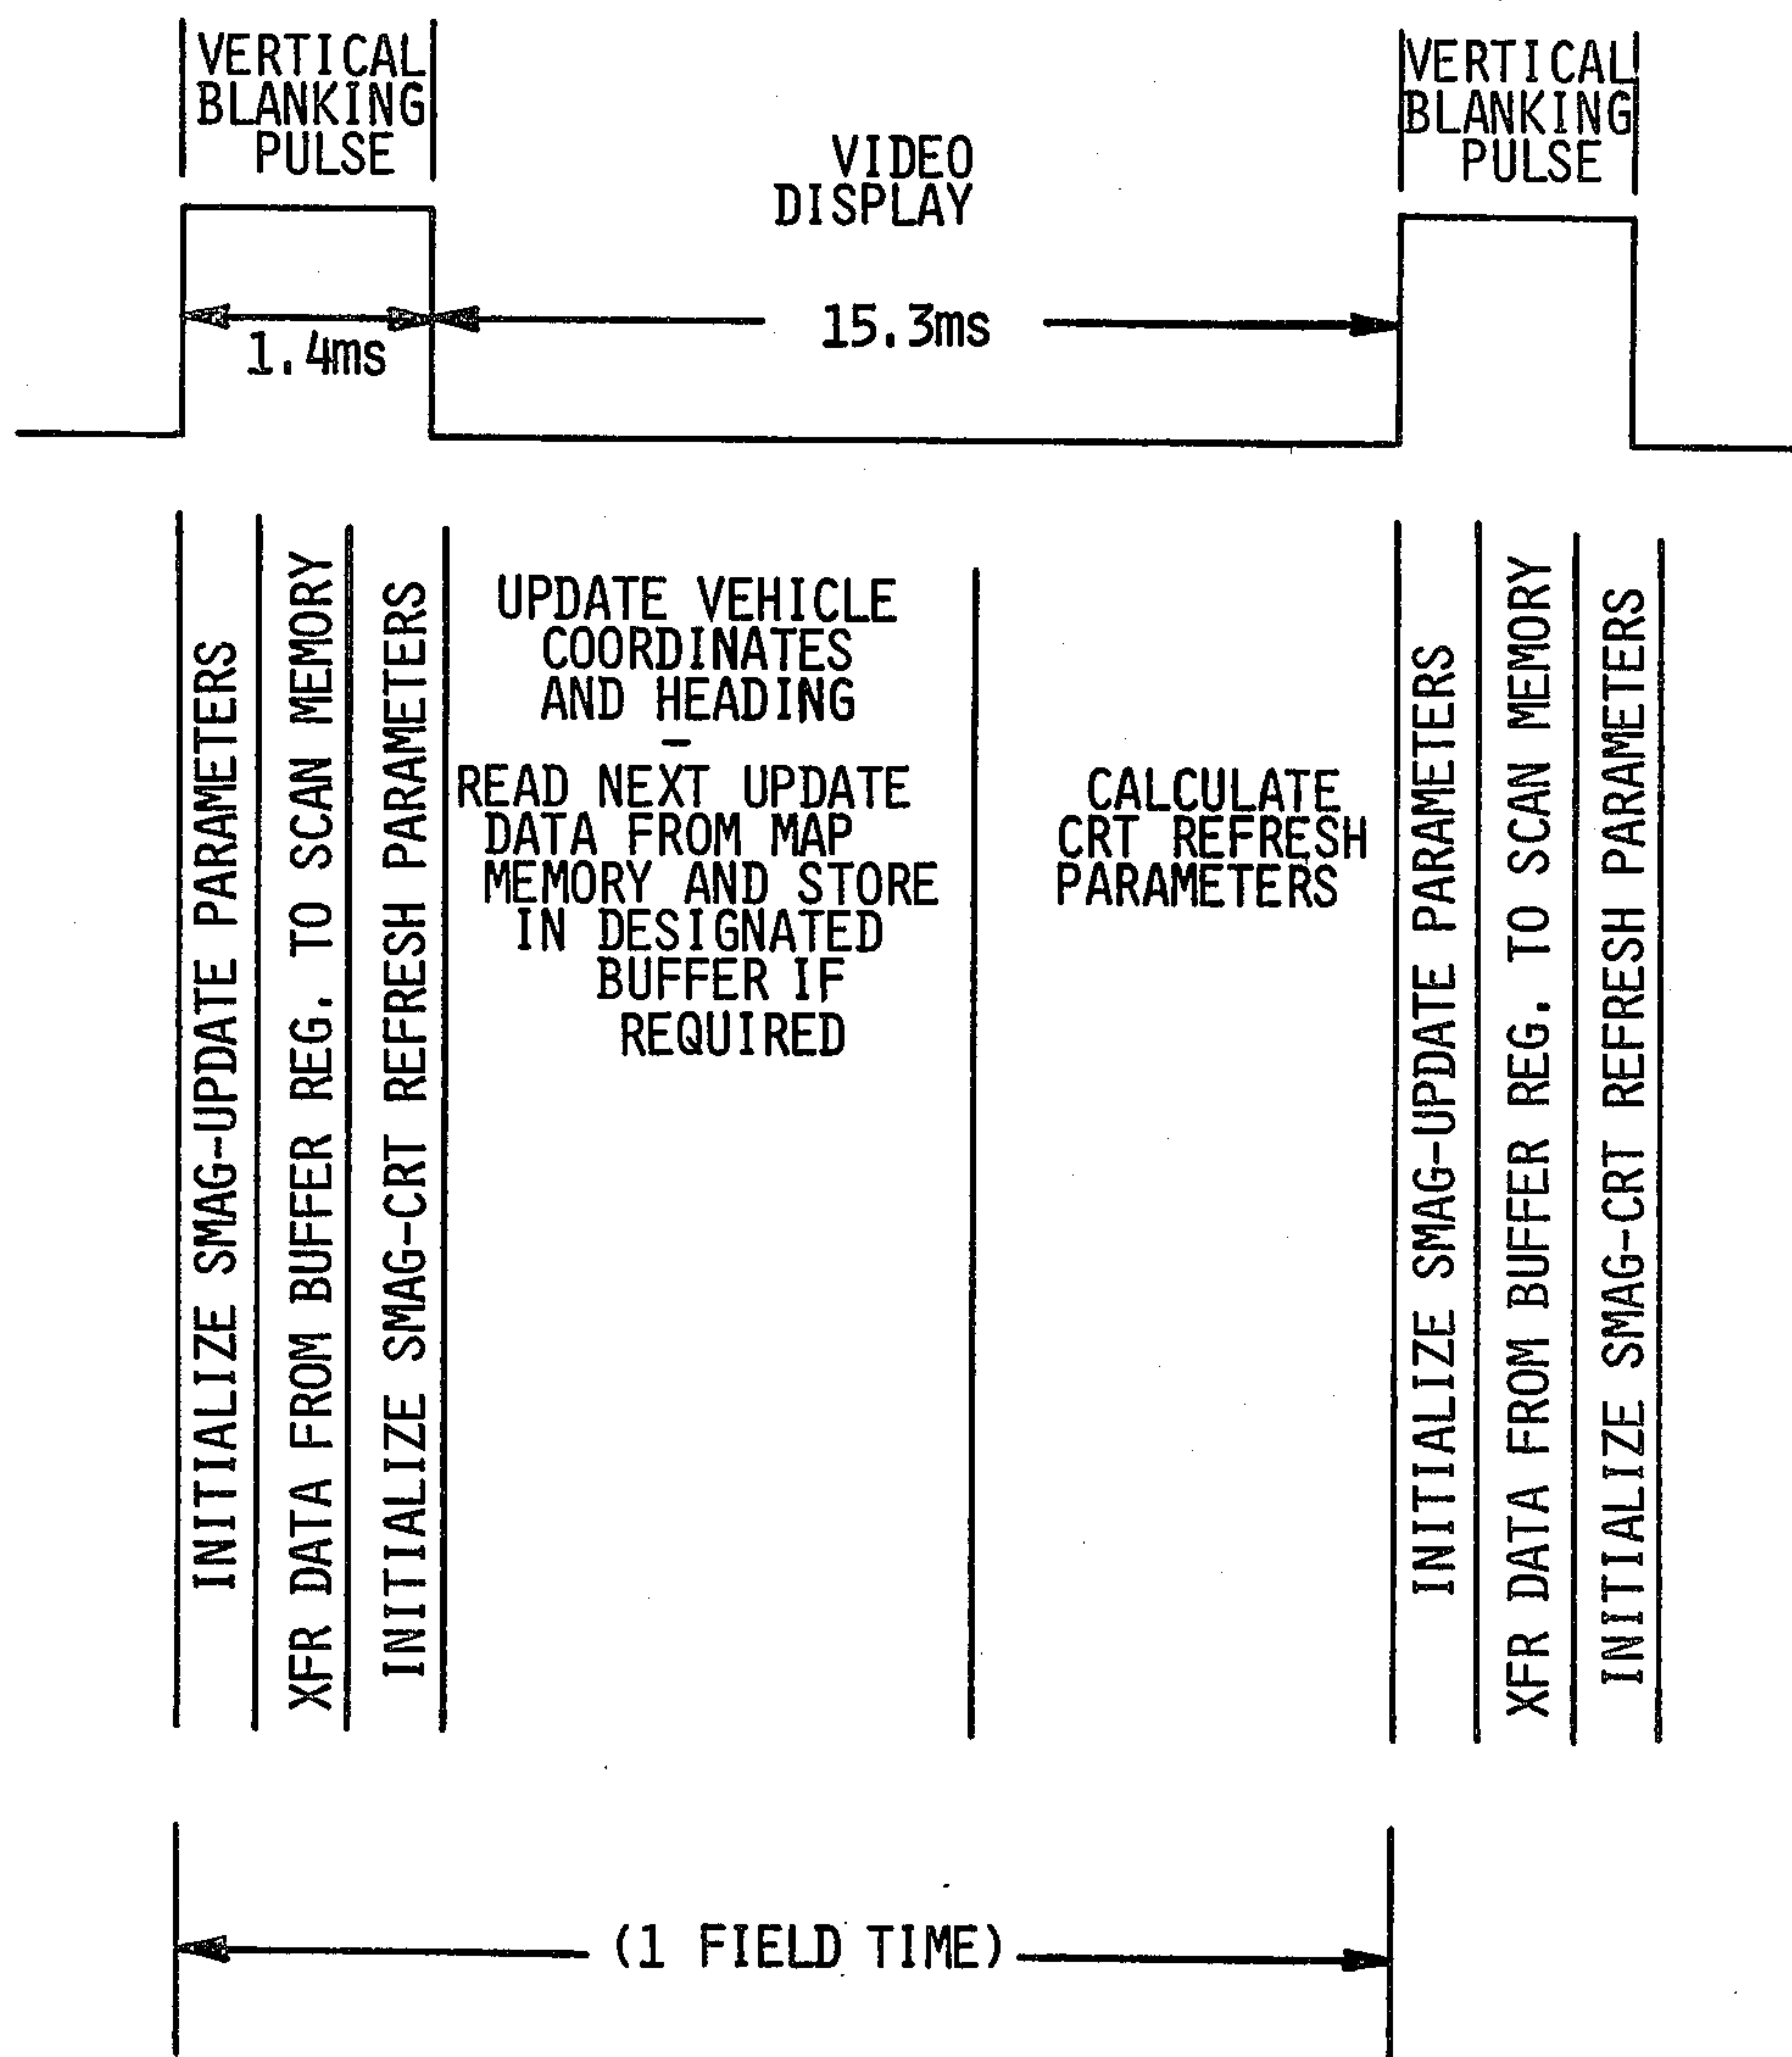 VERTICAL
BLANKING
PULSE
VIDEO
DISPLAY
VERTICAL
BLANKING
PULSE
1.4ms
15.3ms
INITIALIZE SMAG-UPDATE PARAMETERS
XFR DATA FROM BUFFER REG. TO SCAN MEMORY
INITIALIZE SMAG-CRT REFRESH PARAMETERS
UPDATE VEHICLE
COORDINATES
AND HEADING
-
READ NEXT UPDATE
DATA FROM MAP
MEMORY AND STORE
IN DESIGNATED
BUFFER IF
REQUIRED
CALCULATE
CRT REFRESH
PARAMETERS
INITIALIZE SMAG-UPDATE PARAMETERS
XFR DATA FROM BUFFER REG. TO SCAN MEMORY
INITIALIZE SMAG-CRT REFRESH PARAMETERS
(1 FIELD TIME)